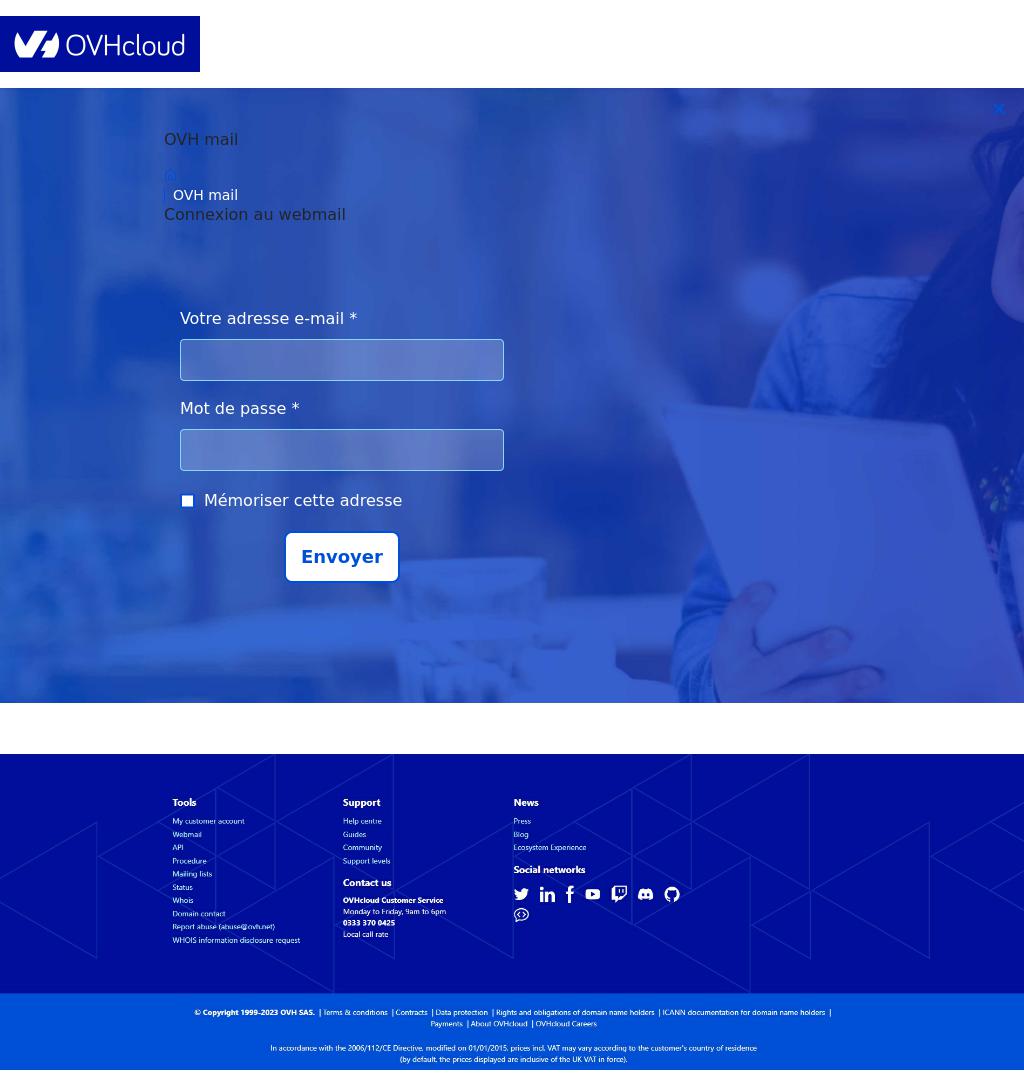 OVHcloud
OVH mail
OVH mail
Connexion au webmail
Votre adresse e-mail *
Mot de passe *
Mémoriser cette adresse
Envoyer
Tools
My customer account
Webmail
API
Procedure
Mailing lists
Status
Whois
Domain contact
Report abuse (abuse@ovh.net)
WHOIS information disclosure request
Support
Help centre
Guides
Community
Support levels
Contact us
OVHcloud Customer Service
Monday to Friday, 9am to 6pm
0333 370 0425
Local call rate
News
Press
Blog
Ecosystem Experience
Social networks
© Copyright 1999-2023 OVH SAS. | Terms & conditions | Contracts | Data protection | Rights and obligations of domain name holders | ICANN documentation for domain name holders |
Payments | About OVHcloud | OVHcloud Careers
In accordance with the 2006/112/CE Directive, modified on 01/01/2015, prices incl. VAT may vary according to the customer's country of residence
(by default, the prices displayed are inclusive of the UK VAT in force).